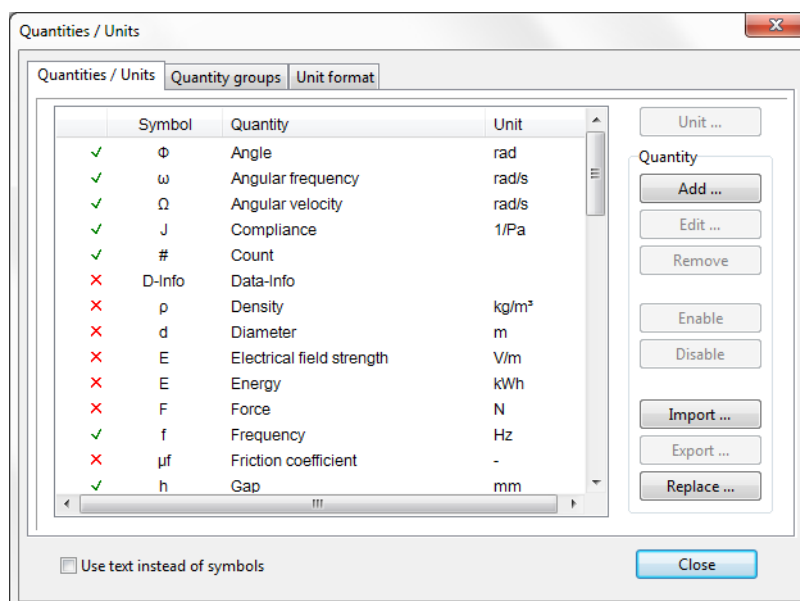 Quantities / Units
Quantities / Units Quantity groups Unit format
Symbol Quantity Unit
Φ Angle rad
ω Angular frequency rad/s
Ω Angular velocity rad/s
J Compliance 1/Pa
# Count
D-Info Data-Info
ρ Density kg/m³
d Diameter m
E Electrical field strength V/m
E Energy kWh
F Force N
f Frequency Hz
µf Friction coefficient -
h Gap mm
Unit ...
Quantity
Add ...
Edit ...
Remove
Enable
Disable
Import ...
Export ...
Replace ...
Use text instead of symbols
Close